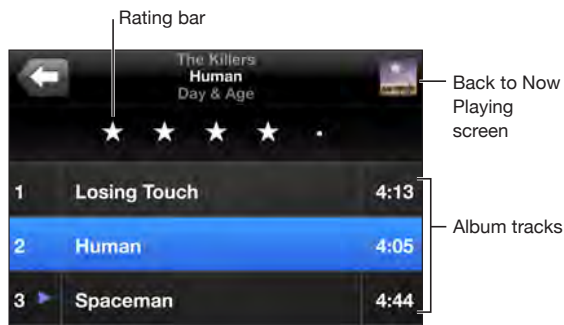 Rating bar
The Killers
Human
Day & Age
Back to Now
Playing
screen
1 Losing Touch 4:13
2 Human 4:05
3 Spaceman 4:44
Album tracks